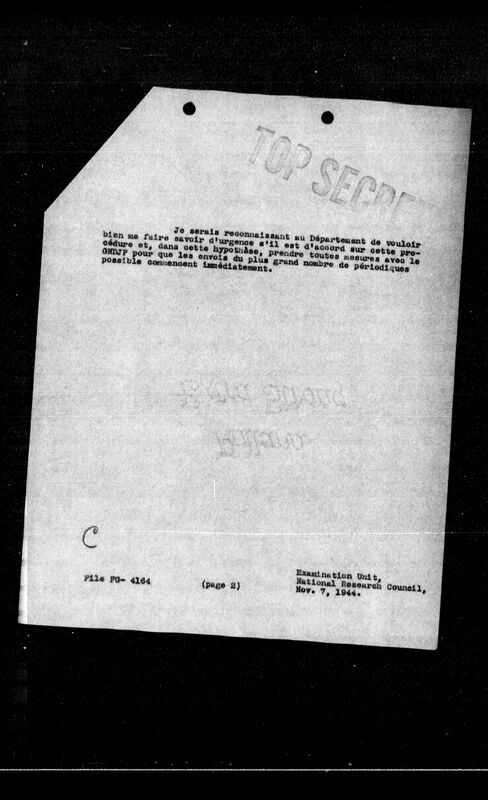 TOP SECRE
Je serais reconnaissant au Département de vouloir
bien me faire savoir d'urgence s'il est d'accord sur cette pro-
cédure et, dans cette hypothèse, prendre toutes mesures avec le
GNDJP pour que les envois du plus grand nombre de périodiques
possible commencent immédiatement.
C
File FG- 4164
(page 2)
Examination Unit,
National Research Council,
Nov. 7, 1944.